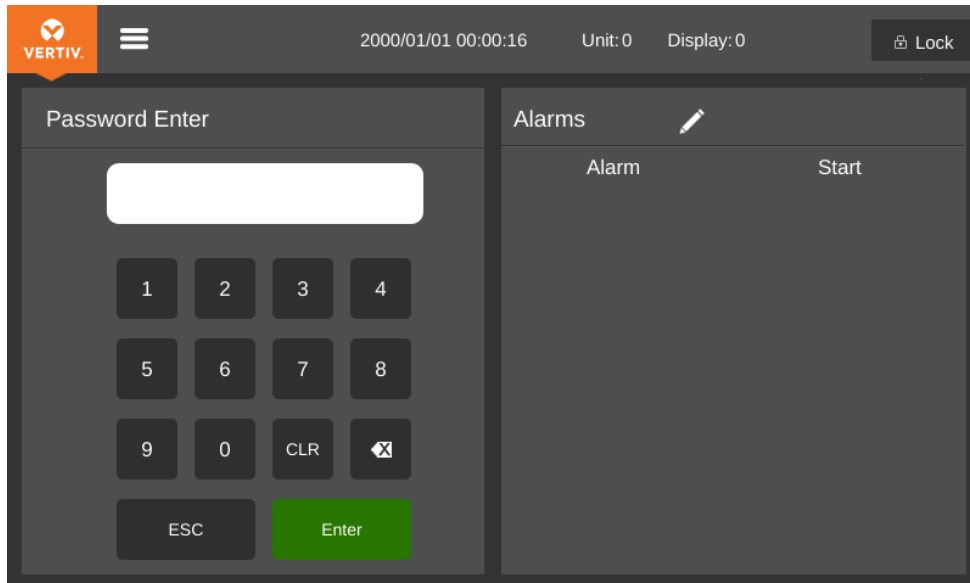 VERTIV.
2000/01/01 00:00:16 Unit: 0 Display: 0 Lock
Password Enter
1 2 3 4
5 6 7 8
9 0 CLR X
ESC Enter
Alarms
Alarm Start